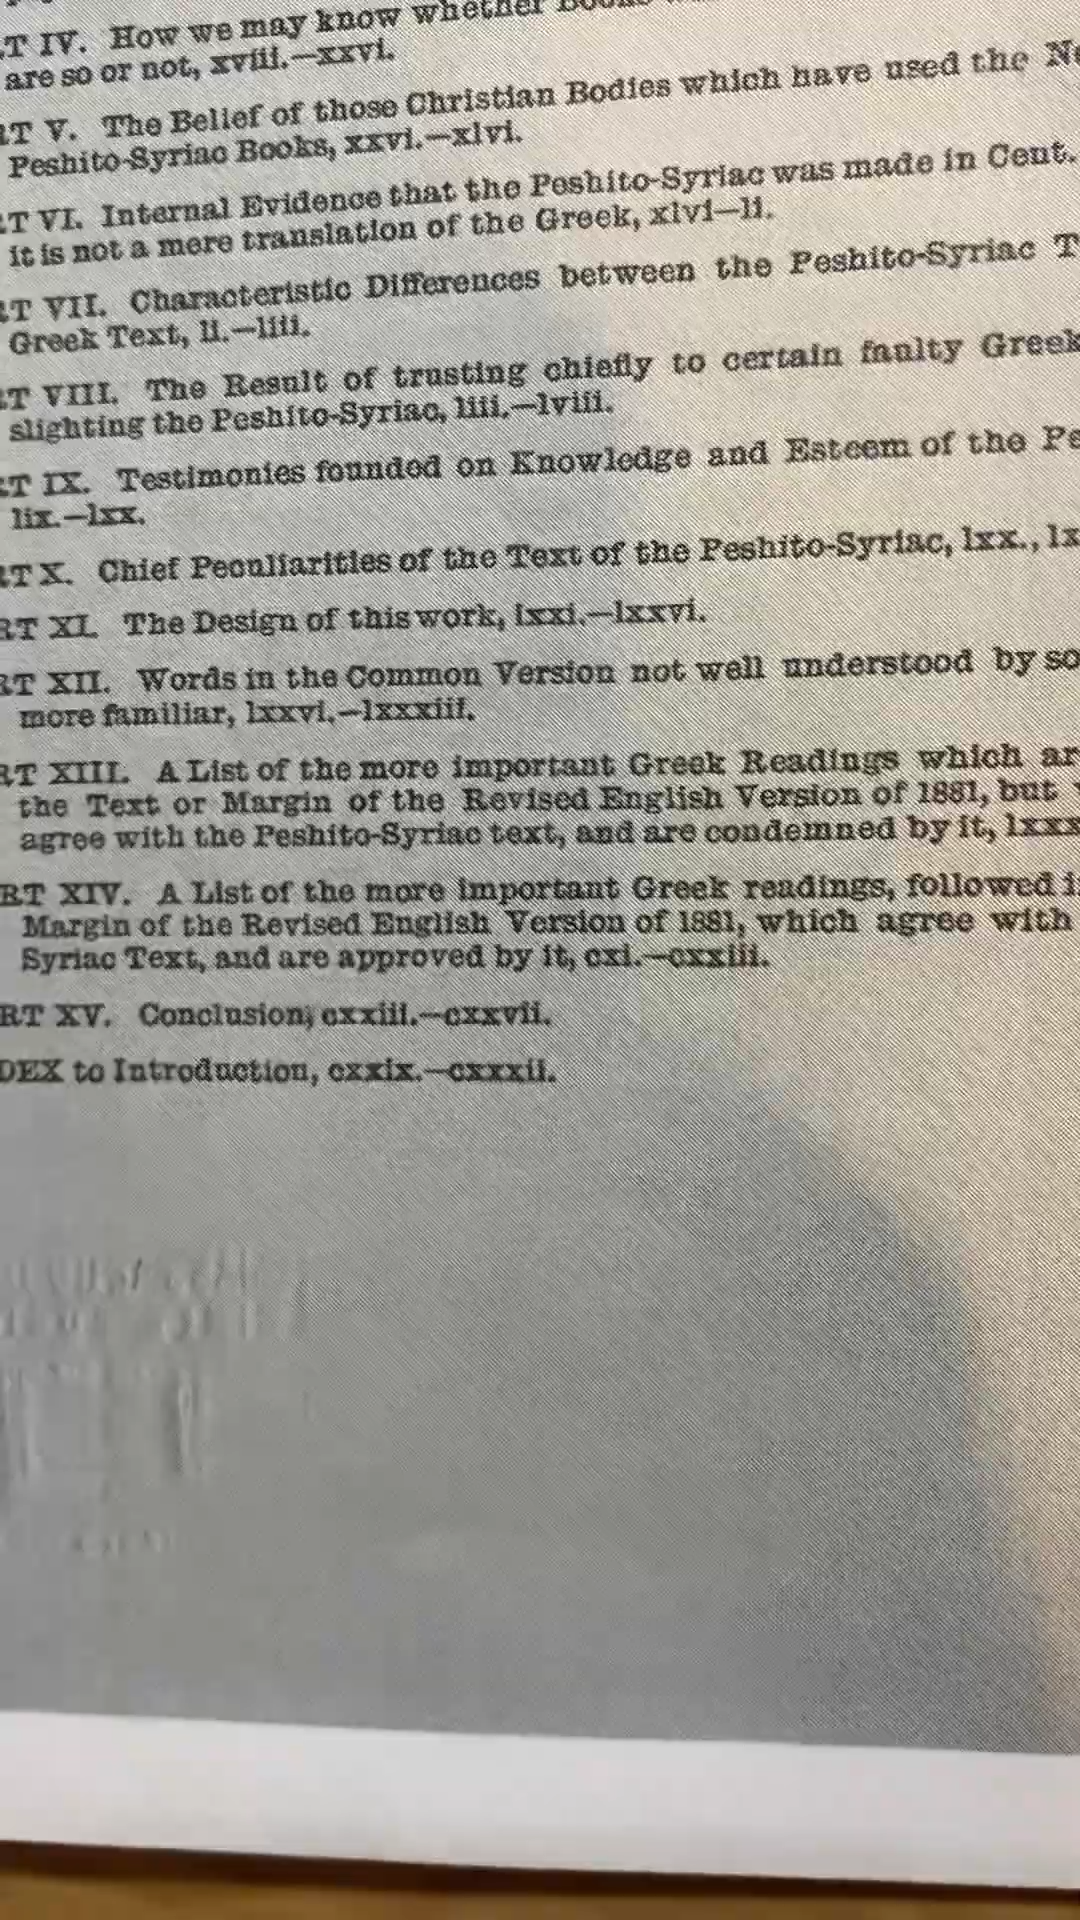 T IV. How we may know whether
are so or not, xviii.—xxvi.
T V. The Belief of those Christian Bodies which have used the
Peshito-Syriac Books, xxvi.—xlvi.
T VI. Internal Evidence that the Peshito-Syriac was made in Cent.
it is not a mere translation of the Greek, xlvi—li.
T VII. Characteristic Differences between the Peshito-Syriac T
Greek Text, li.—liii.
T VIII. The Result of trusting chiefly to certain faulty Greek
slighting the Peshito-Syriac, liii.—lviii.
T IX. Testimonies founded on Knowledge and Esteem of the Pe
lix.—lxx.
T X. Chief Peculiarities of the Text of the Peshito-Syriac, lxx., lx
RT XI. The Design of this work, lxxi.—lxxvi.
RT XII. Words in the Common Version not well understood by so
more familiar, lxxvi.—lxxxiii.
RT XIII. A List of the more important Greek Readings which ar
the Text or Margin of the Revised English Version of 1881, but
agree with the Peshito-Syriac text, and are condemned by it, lxxx
RT XIV. A List of the more important Greek readings, followed i
Margin of the Revised English Version of 1881, which agree with
Syriac Text, and are approved by it, cxi.—cxxiii.
RT XV. Conclusion, cxxiii.—cxxvii.
DEX to Introduction, cxxix.—cxxxii.